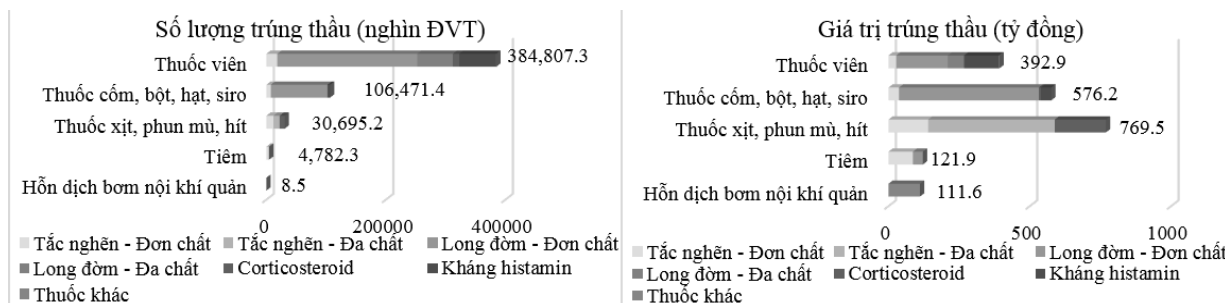 Số lượng trúng thầu (nghìn ĐVT)
Thuốc viên 384,807.3
Thuốc cốm, bột, hạt, siro 106,471.4
Thuốc xịt, phun mù, hít 30,695.2
Tiêm 4,782.3
Hỗn dịch bơm nội khí quản 8.5
0 200000 400000
Tắc nghẽn - Đơn chất Tắc nghẽn - Đa chất Long đờm - Đơn chất
Long đờm - Đa chất Corticosteroid Kháng histamin
Thuốc khác
Giá trị trúng thầu (tỷ đồng)
Thuốc viên 392.9
Thuốc cốm, bột, hạt, siro 576.2
Thuốc xịt, phun mù, hít 769.5
Tiêm 121.9
Hỗn dịch bơm nội khí quản 111.6
0 500 1000
Tắc nghẽn - Đơn chất Tắc nghẽn - Đa chất Long đờm - Đơn chất
Long đờm - Đa chất Corticosteroid Kháng histamin
Thuốc khác